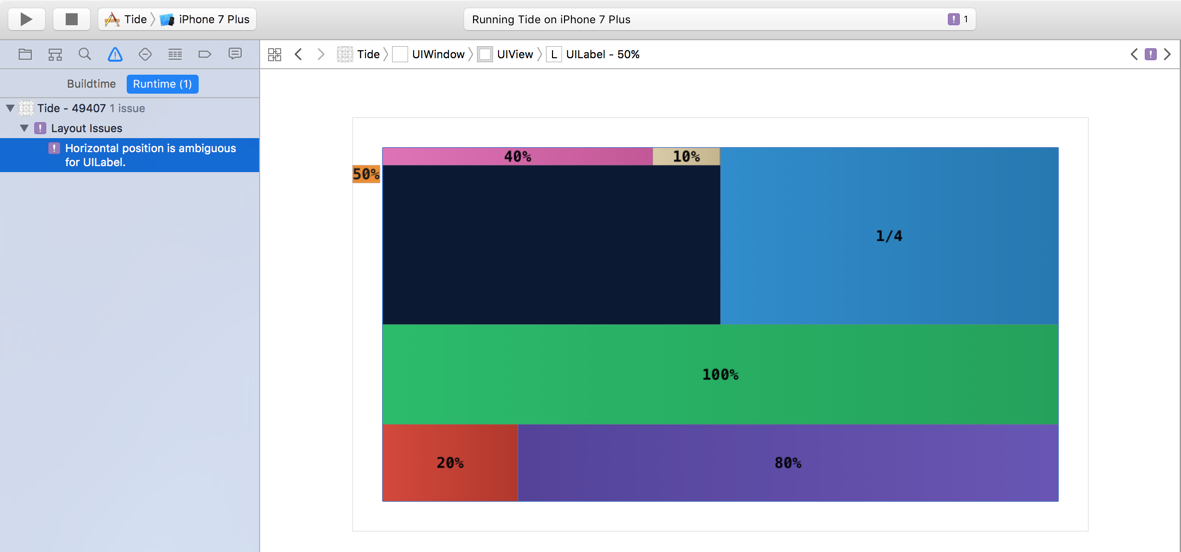 Tide 〉 iPhone 7 Plus
Running Tide on iPhone 7 Plus
1
Tide 〉 UIWindow 〉 UIView 〉 L UILabel - 50%
Buildtime Runtime (1)
Tide - 49407 1 issue
Layout Issues
Horizontal position is ambiguous
for UILabel.
40% 10%
50%
1/4
100%
20% 80%